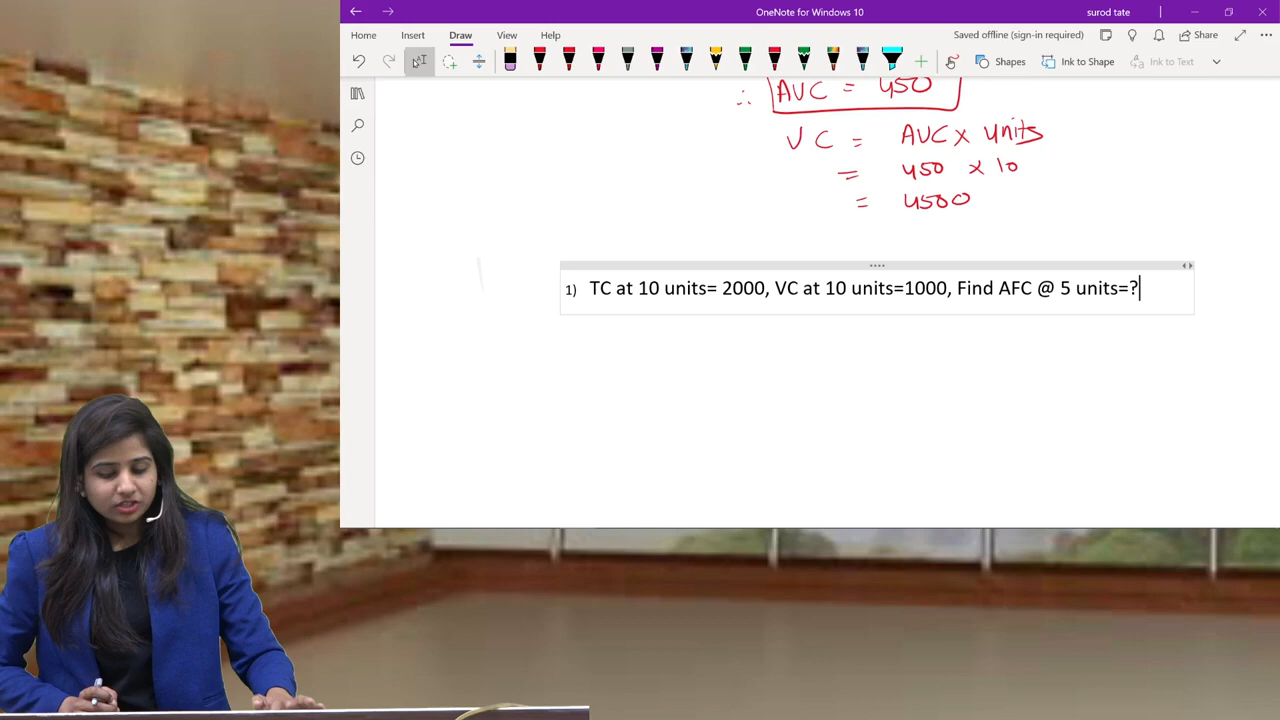 OneNote for Windows 10
surod tate
Home Insert Draw View Help
Saved offline (sign-in required)
Share
Shapes
Ink to Shape
Ink to Text
∴ AVC = 450
VC = AVC x units
= 450 x 10
= 4500
1) TC at 10 units= 2000, VC at 10 units=1000, Find AFC @ 5 units=?